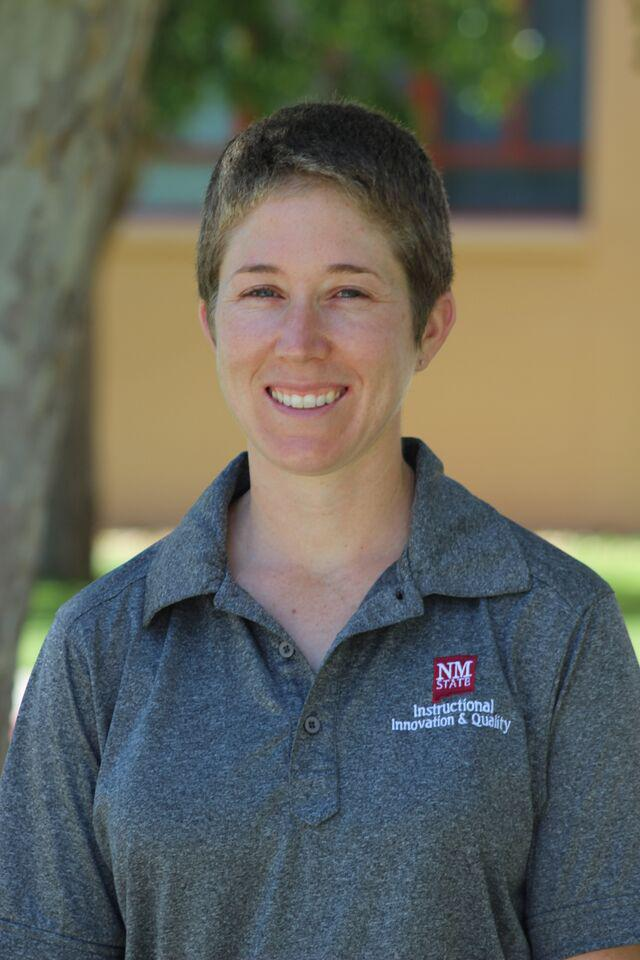 NM
STATE
Instructional
Innovation & Quality